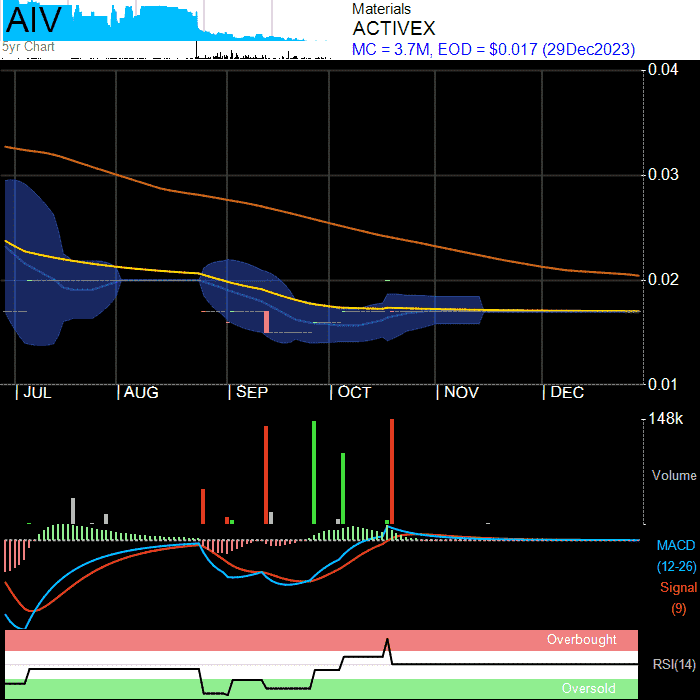 AIV
5yr Chart
Materials
ACTIVEX
MC = 3.7M, EOD = $0.017 (29Dec2023)
0.04
0.03
0.02
0.01
JUL
AUG
SEP
OCT
NOV
DEC
148k
Volume
MACD
(12-26)
Signal
(9)
Overbought
RSI(14)
Oversold